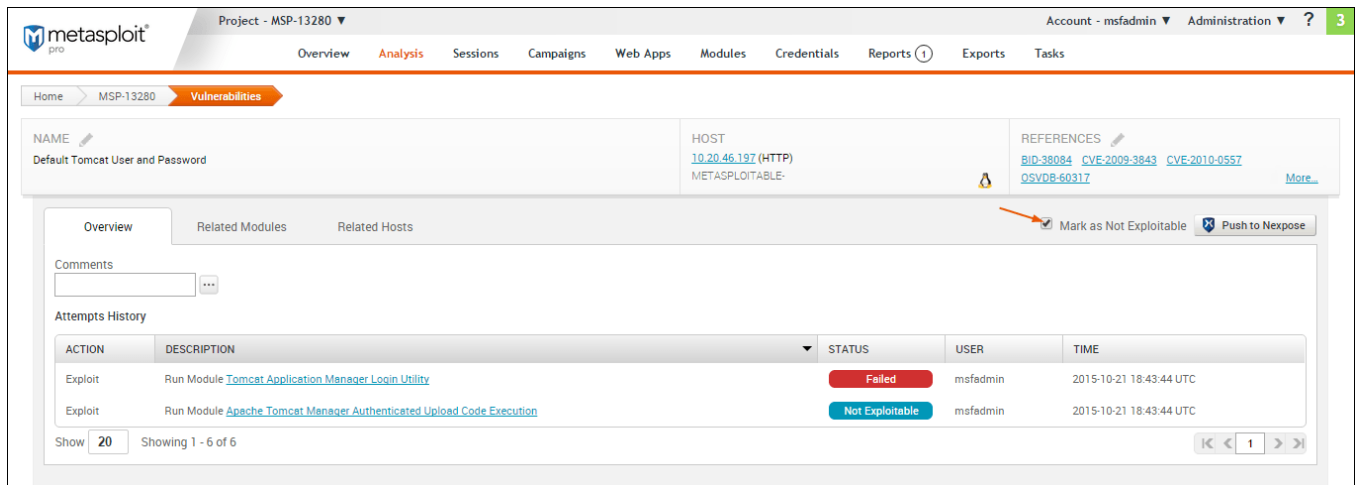 metasploit®
pro
Project - MSP-13280 ▼
Account - msfadmin ▼ Administration ▼ ? 3
Overview Analysis Sessions Campaigns Web Apps Modules Credentials Reports 1 Exports Tasks
Home MSP-13280 Vulnerabilities
NAME
Default Tomcat User and Password
HOST
10.20.46.197 (HTTP)
METASPLOITABLE-
REFERENCES
BID-38084 CVE-2009-3843 CVE-2010-0557
OSVDB-60317 More...
Overview Related Modules Related Hosts
Mark as Not Exploitable Push to Nexpose
Comments
...
Attempts History
ACTION DESCRIPTION STATUS USER TIME
Exploit Run Module Tomcat Application Manager Login Utility Failed msfadmin 2015-10-21 18:43:44 UTC
Exploit Run Module Apache Tomcat Manager Authenticated Upload Code Execution Not Exploitable msfadmin 2015-10-21 18:43:44 UTC
Show 20 Showing 1 - 6 of 6 1